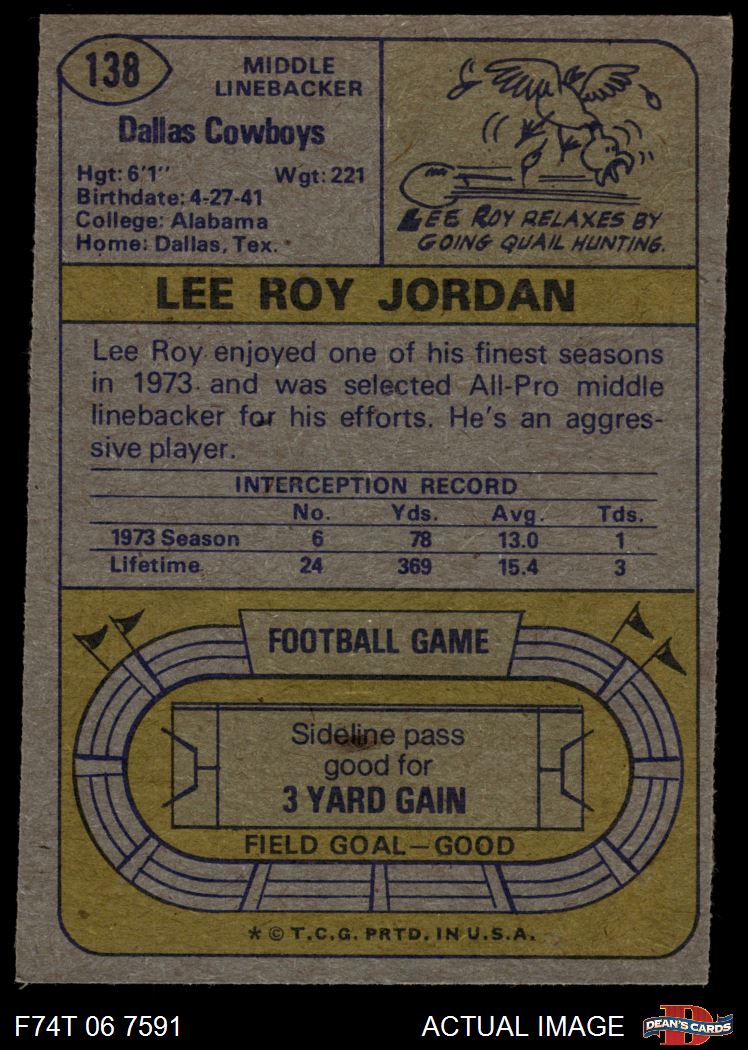 138
MIDDLE
LINEBACKER
Dallas Cowboys
Hgt: 6'1'' Wgt: 221
Birthdate: 4-27-41
College: Alabama
Home: Dallas, Tex.
LEE ROY RELAXES BY
GOING QUAIL HUNTING.
LEE ROY JORDAN
Lee Roy enjoyed one of his finest seasons
in 1973 and was selected All-Pro middle
linebacker for his efforts. He's an aggres-
sive player.
INTERCEPTION RECORD
No. Yds. Avg. Tds.
1973 Season 6 78 13.0 1
Lifetime 24 369 15.4 3
FOOTBALL GAME
Sideline pass
good for
3 YARD GAIN
FIELD GOAL—GOOD
* © T.C.G. PRTD. IN U.S.A.
F74T 06 7591 ACTUAL IMAGE DEAN'S CARDS